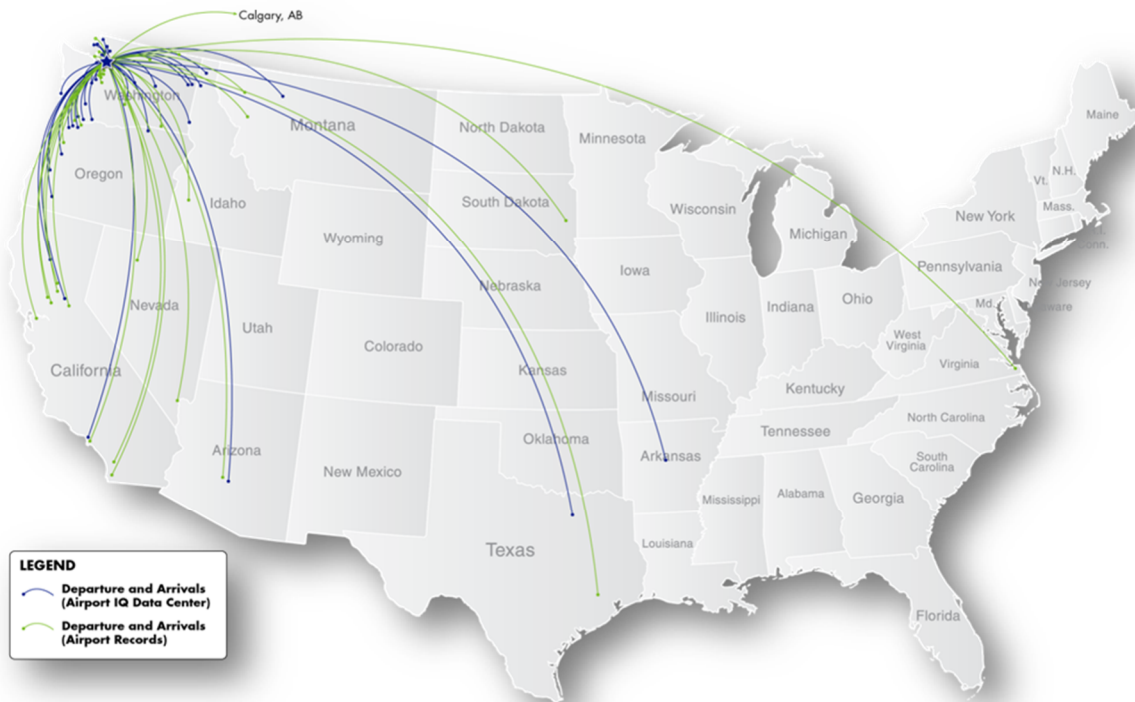 Calgary, AB
Washington
Montana
North Dakota
Minnesota
Maine
Oregon
Idaho
South Dakota
Wisconsin
Vt.
N.H.
Mass.
New York
Michigan
Conn.
Wyoming
Iowa
Pennsylvania
Nebraska
New Jersey
Nevada
Utah
Illinois
Indiana
Ohio
Md.
Delaware
West
Virginia
Colorado
California
Kansas
Missouri
Kentucky
Virginia
North Carolina
Arizona
Oklahoma
Tennessee
New Mexico
Arkansas
South
Carolina
Mississippi
Alabama
Georgia
Texas
Louisiana
Florida
LEGEND
Departure and Arrivals
(Airport IQ Data Center)
Departure and Arrivals
(Airport Records)